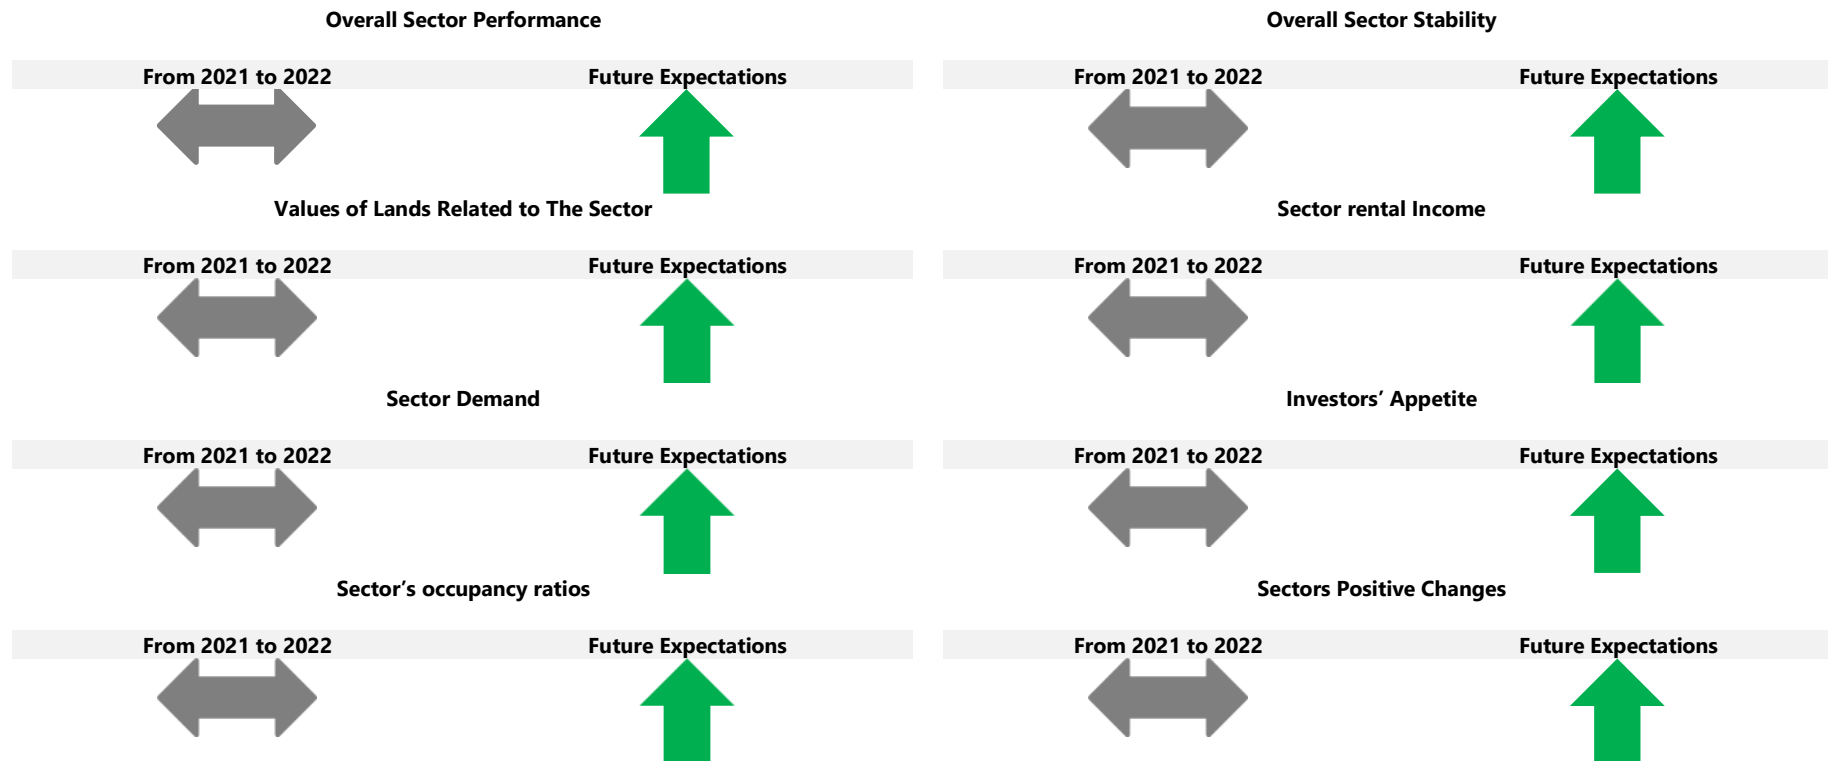 Overall Sector Performance
Overall Sector Stability
From 2021 to 2022
Future Expectations
From 2021 to 2022
Future Expectations
Values of Lands Related to The Sector
Sector rental Income
From 2021 to 2022
Future Expectations
From 2021 to 2022
Future Expectations
Sector Demand
Investors’ Appetite
From 2021 to 2022
Future Expectations
From 2021 to 2022
Future Expectations
Sector’s occupancy ratios
Sectors Positive Changes
From 2021 to 2022
Future Expectations
From 2021 to 2022
Future Expectations